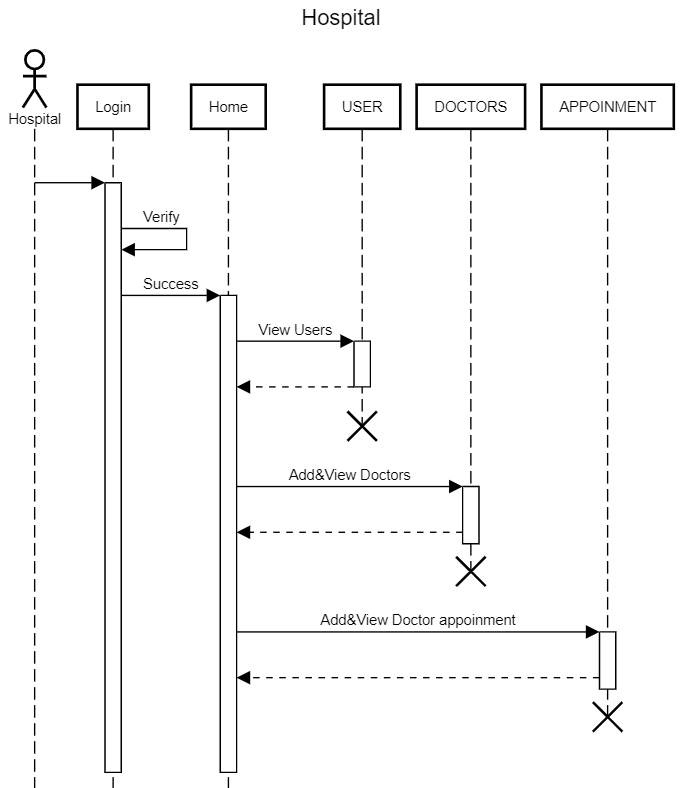 Hospital
Hospital
Login
Home
USER
DOCTORS
APPOINMENT
Verify
Success
View Users
Add&View Doctors
Add&View Doctor appoinment